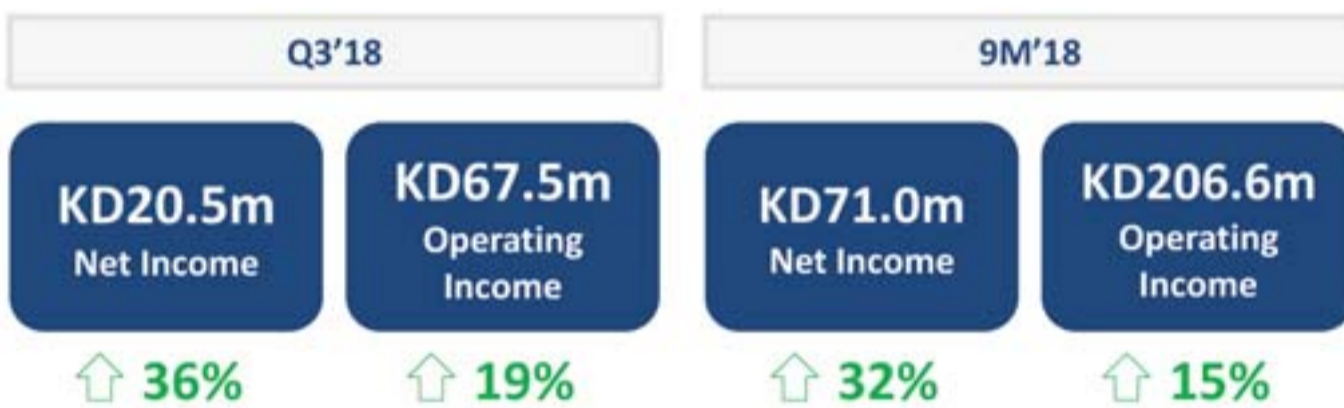 Q3’18
KD20.5m
Net Income
36%
KD67.5m
Operating
Income
19%
9M’18
KD71.0m
Net Income
32%
KD206.6m
Operating
Income
15%